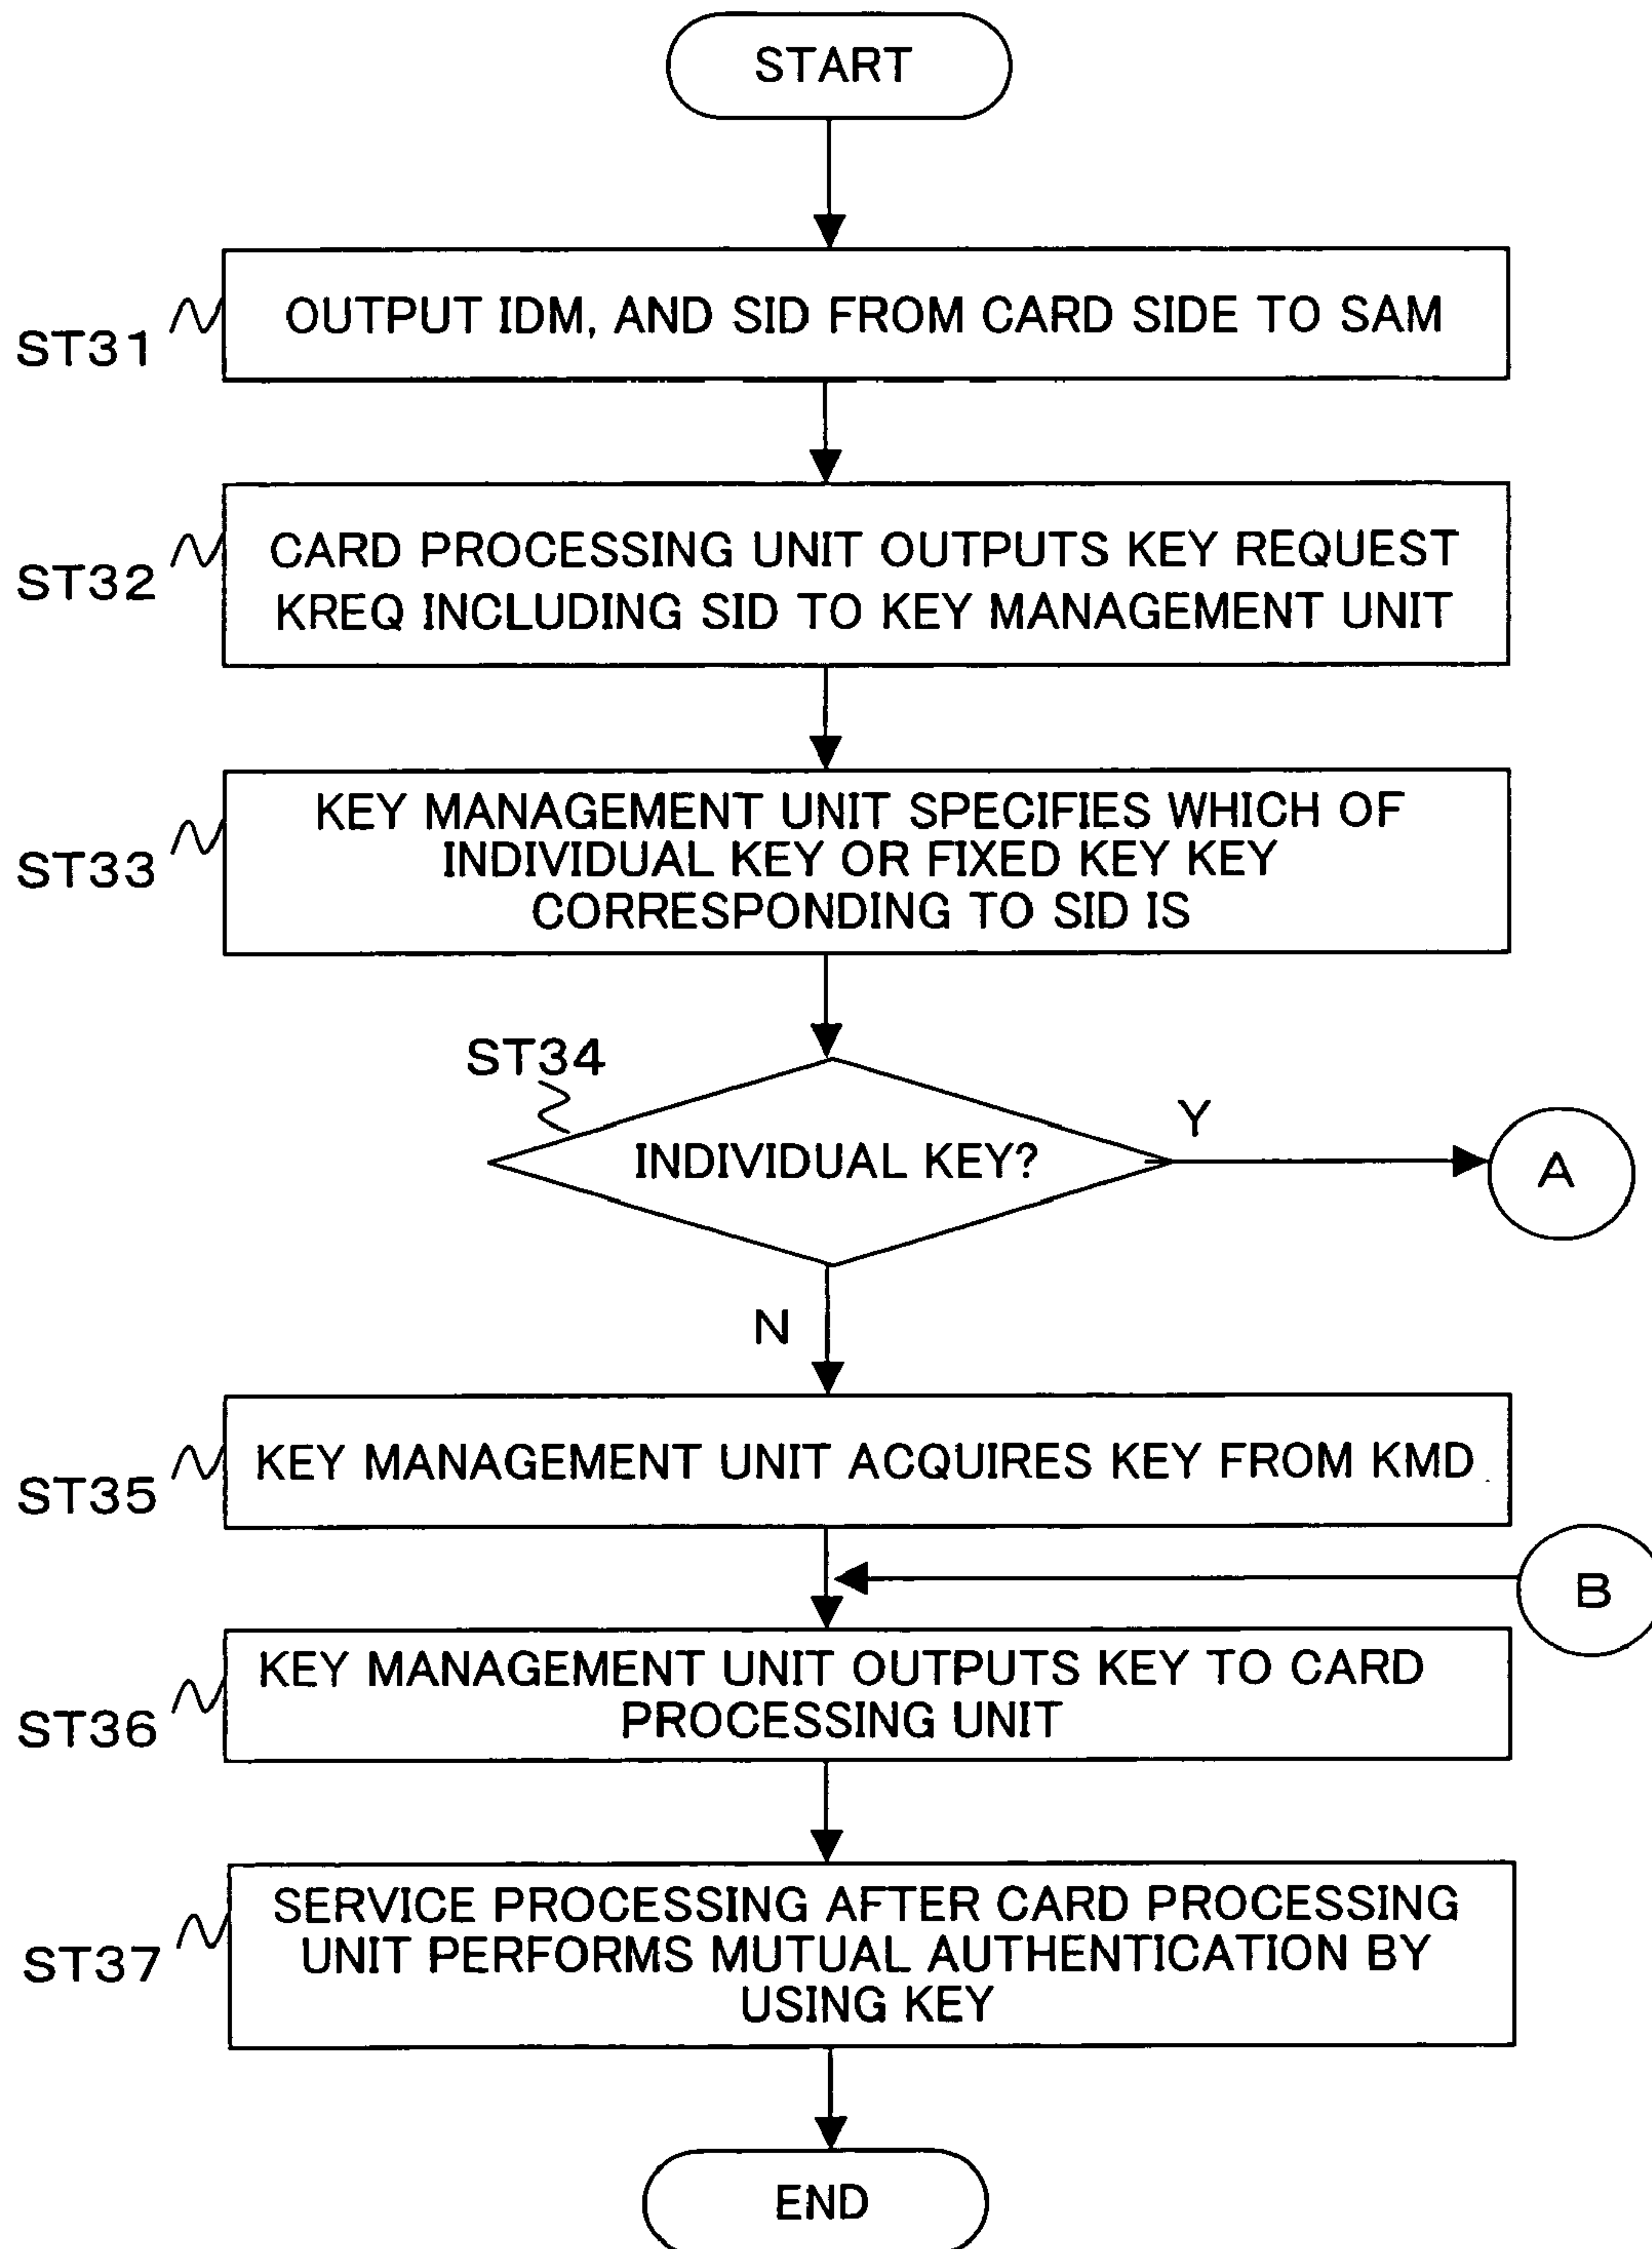 START
ST31
OUTPUT IDM, AND SID FROM CARD SIDE TO SAM
ST32
CARD PROCESSING UNIT OUTPUTS KEY REQUEST
KREQ INCLUDING SID TO KEY MANAGEMENT UNIT
ST33
KEY MANAGEMENT UNIT SPECIFIES WHICH OF
INDIVIDUAL KEY OR FIXED KEY KEY
CORRESPONDING TO SID IS
ST34
INDIVIDUAL KEY?
Y
A
N
ST35
KEY MANAGEMENT UNIT ACQUIRES KEY FROM KMD
B
ST36
KEY MANAGEMENT UNIT OUTPUTS KEY TO CARD
PROCESSING UNIT
ST37
SERVICE PROCESSING AFTER CARD PROCESSING
UNIT PERFORMS MUTUAL AUTHENTICATION BY
USING KEY
END